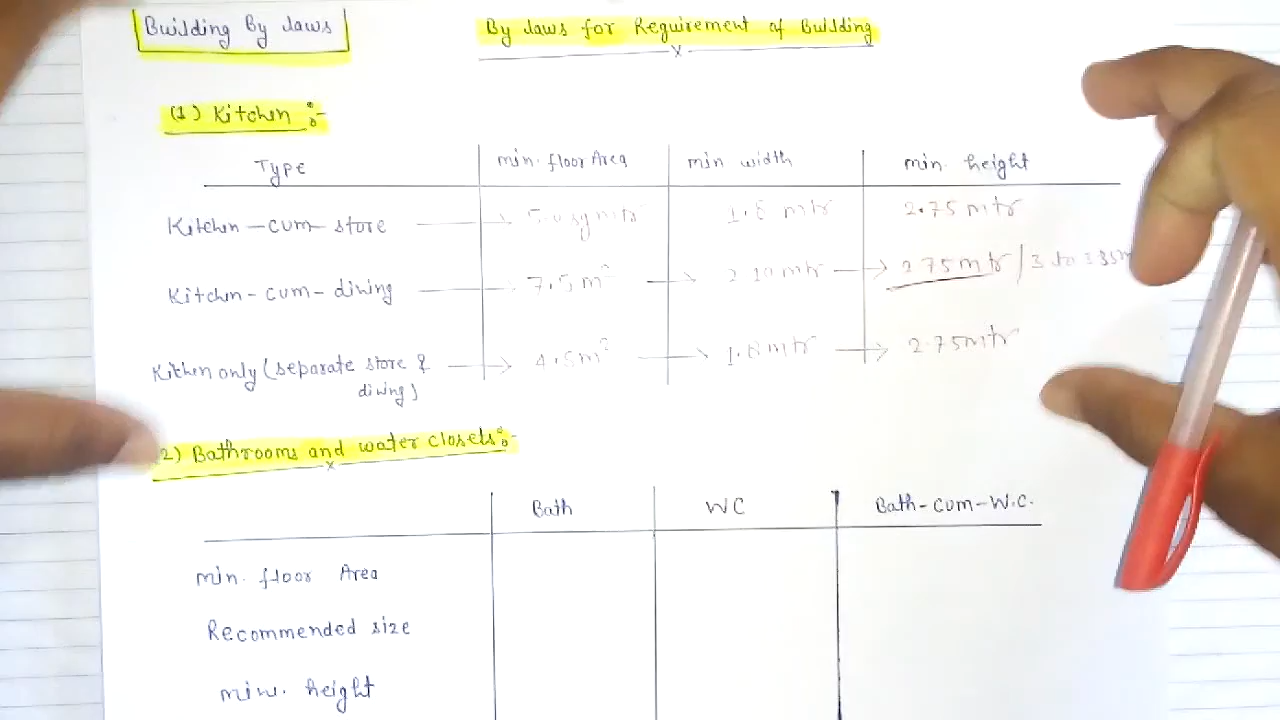 Building By laws
By laws for Requirement of Building
(1) Kitchen :-
Type min. floor Area min width min. height
Kitchen-cum-store 5.0 sq mtr 1.8 mtr 2.75 mtr
Kitchen-cum-dining 7.5 m² 2.10 mtr 2.75 mtr / 3 to
Kitchen only (separate store & 4.5 m² 1.8 mtr 2.75 mtr
dining)
2) Bathrooms and water closets:-
Bath WC Bath-cum-W.C.
min. floor Area
Recommended size
min. height